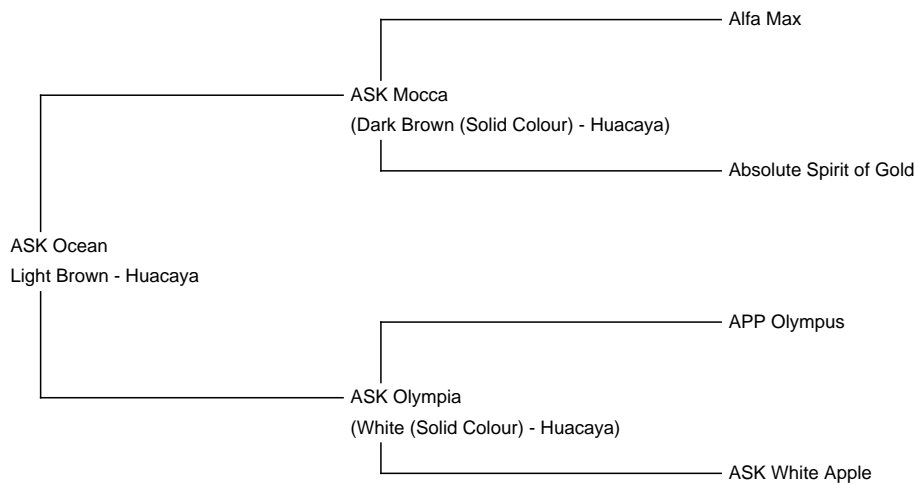 Alfa Max
ASK Mocca
(Dark Brown (Solid Colour) - Huacaya)
Absolute Spirit of Gold
ASK Ocean
Light Brown - Huacaya
APP Olympus
ASK Olympia
(White (Solid Colour) - Huacaya)
ASK White Apple